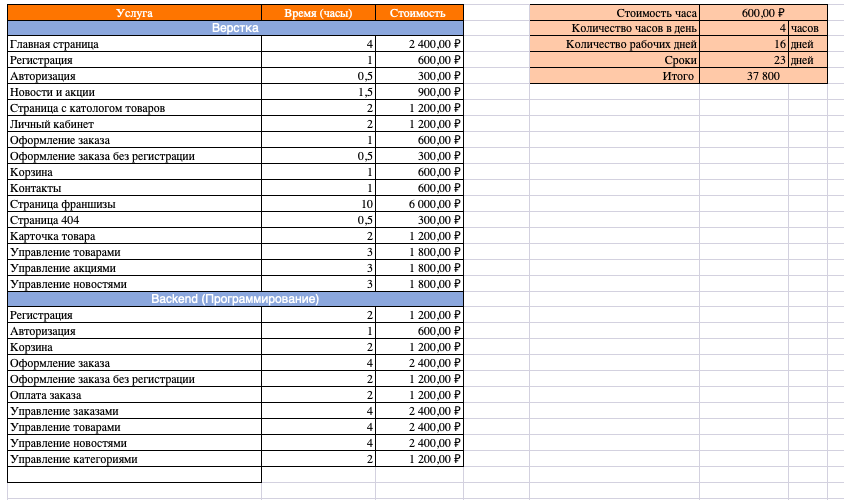 Услуга Время (часы) Стоимость
Верстка
Главная страница 4 2 400,00 ₽
Регистрация 1 600,00 ₽
Авторизация 0,5 300,00 ₽
Новости и акции 1,5 900,00 ₽
Страница с катологом товаров 2 1 200,00 ₽
Личный кабинет 2 1 200,00 ₽
Оформление заказа 1 600,00 ₽
Оформление заказа без регистрации 0,5 300,00 ₽
Корзина 1 600,00 ₽
Контакты 1 600,00 ₽
Страница франшизы 10 6 000,00 ₽
Страница 404 0,5 300,00 ₽
Карточка товара 2 1 200,00 ₽
Управление товарами 3 1 800,00 ₽
Управление акциями 3 1 800,00 ₽
Управление новостями 3 1 800,00 ₽
Backend (Программирование)
Регистрация 2 1 200,00 ₽
Авторизация 1 600,00 ₽
Корзина 2 1 200,00 ₽
Оформление заказа 4 2 400,00 ₽
Оформление заказа без регистрации 2 1 200,00 ₽
Оплата заказа 2 1 200,00 ₽
Управление заказами 4 2 400,00 ₽
Управление товарами 4 2 400,00 ₽
Управление новостями 4 2 400,00 ₽
Управление категориями 2 1 200,00 ₽
Стоимость часа 600,00 ₽
Количество часов в день 4 часов
Количество рабочих дней 16 дней
Сроки 23 дней
Итого 37 800